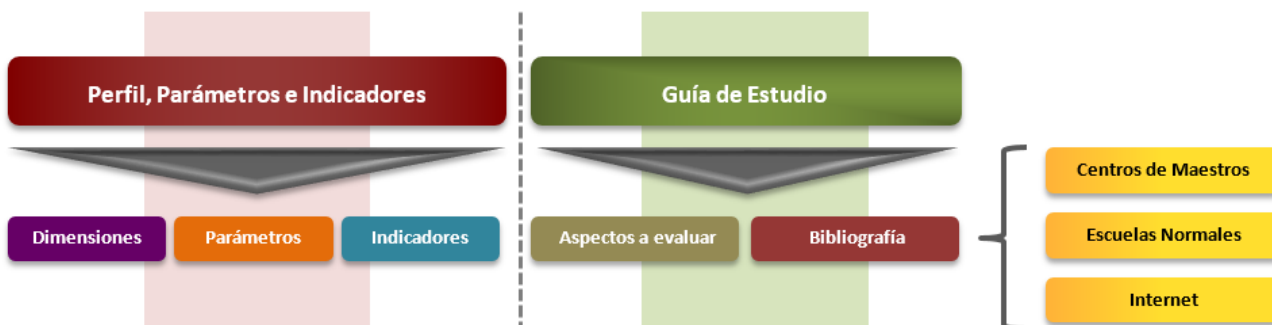 Perfil, Parámetros e Indicadores
Guía de Estudio
Dimensiones
Parámetros
Indicadores
Aspectos a evaluar
Bibliografía
Centros de Maestros
Escuelas Normales
Internet